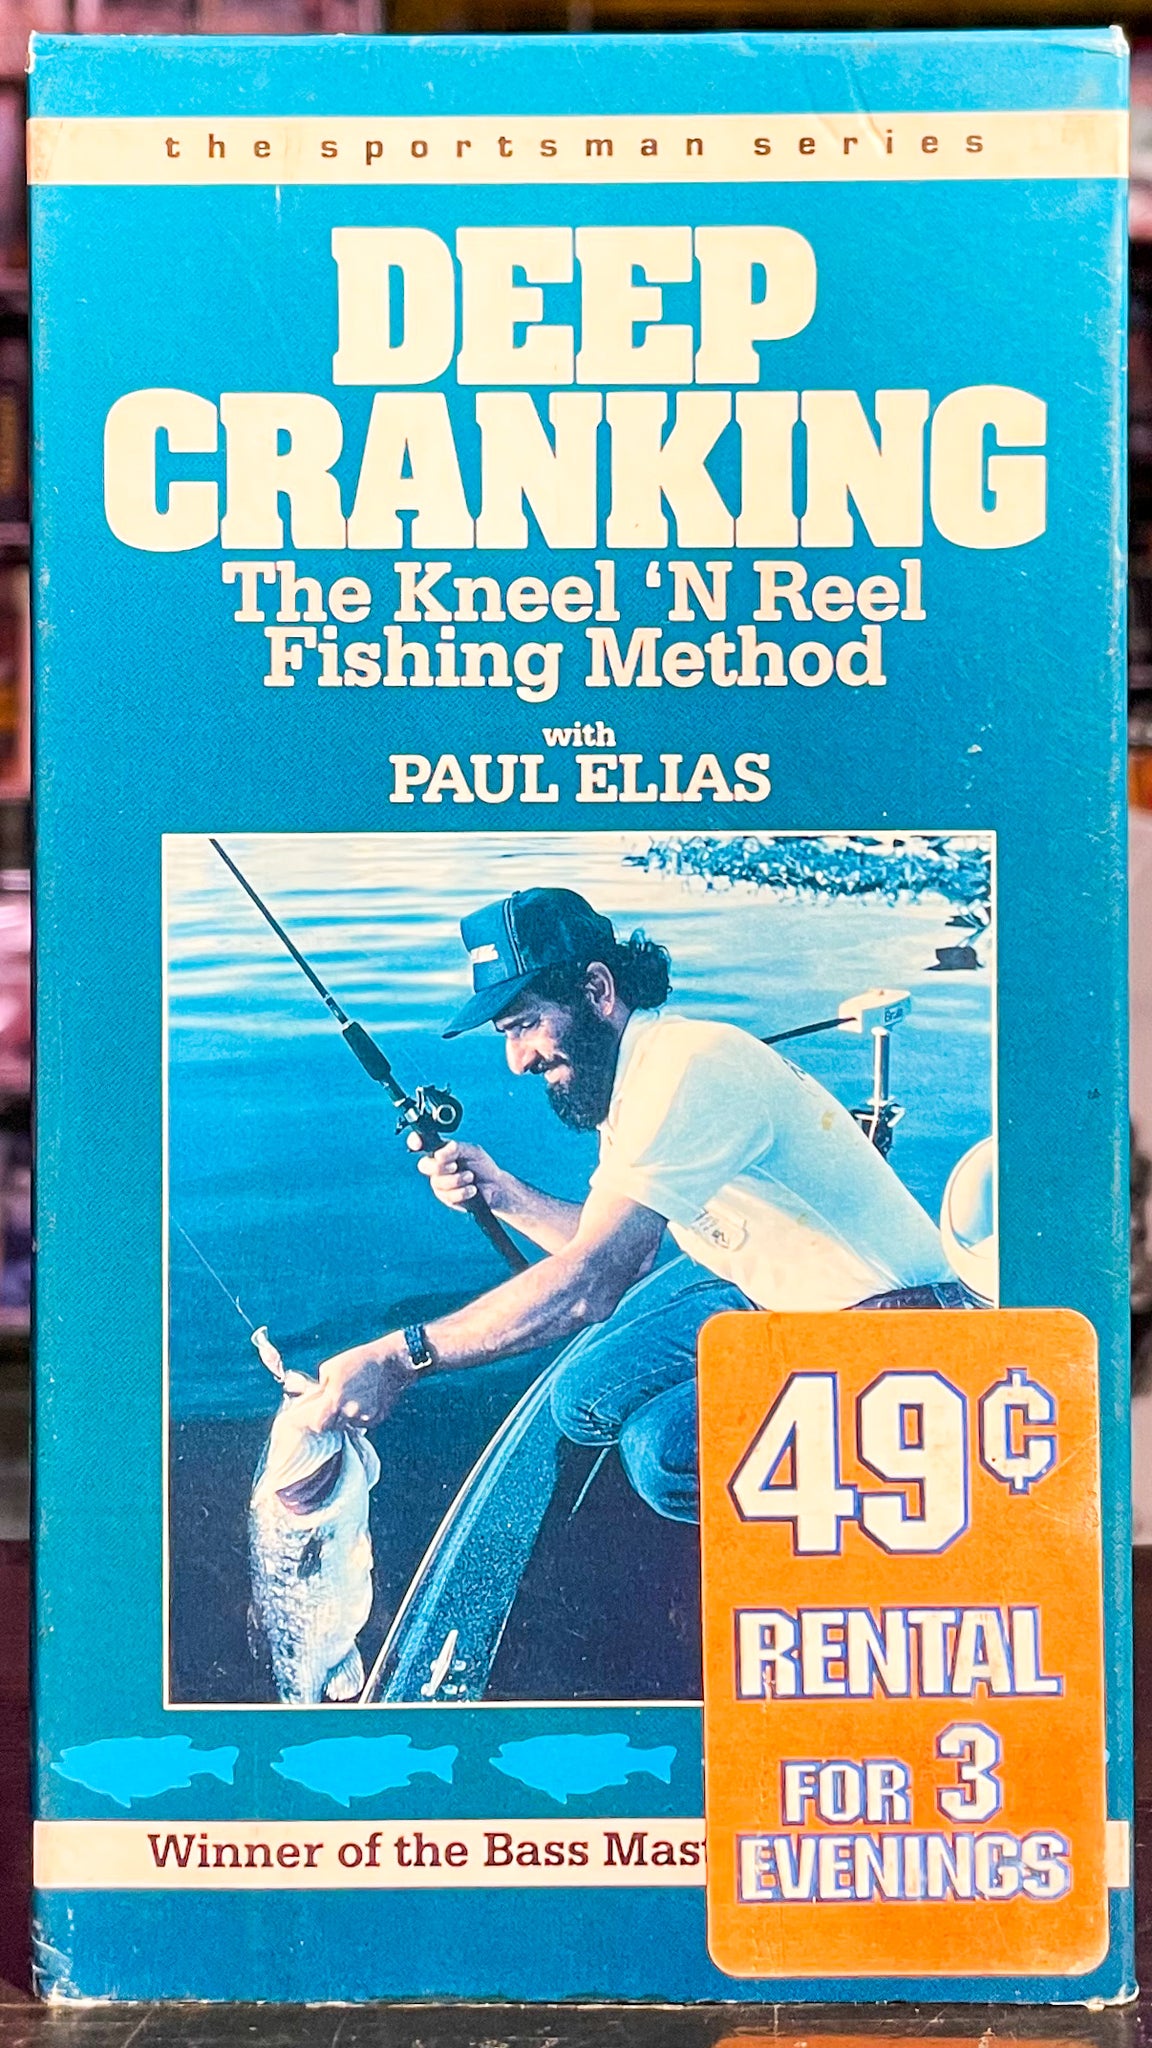 the sportsman series
DEEP
CRANKING
The Kneel ‘N Reel
Fishing Method
with
PAUL ELIAS
49¢
RENTAL
FOR 3
EVENINGS
Winner of the Bass